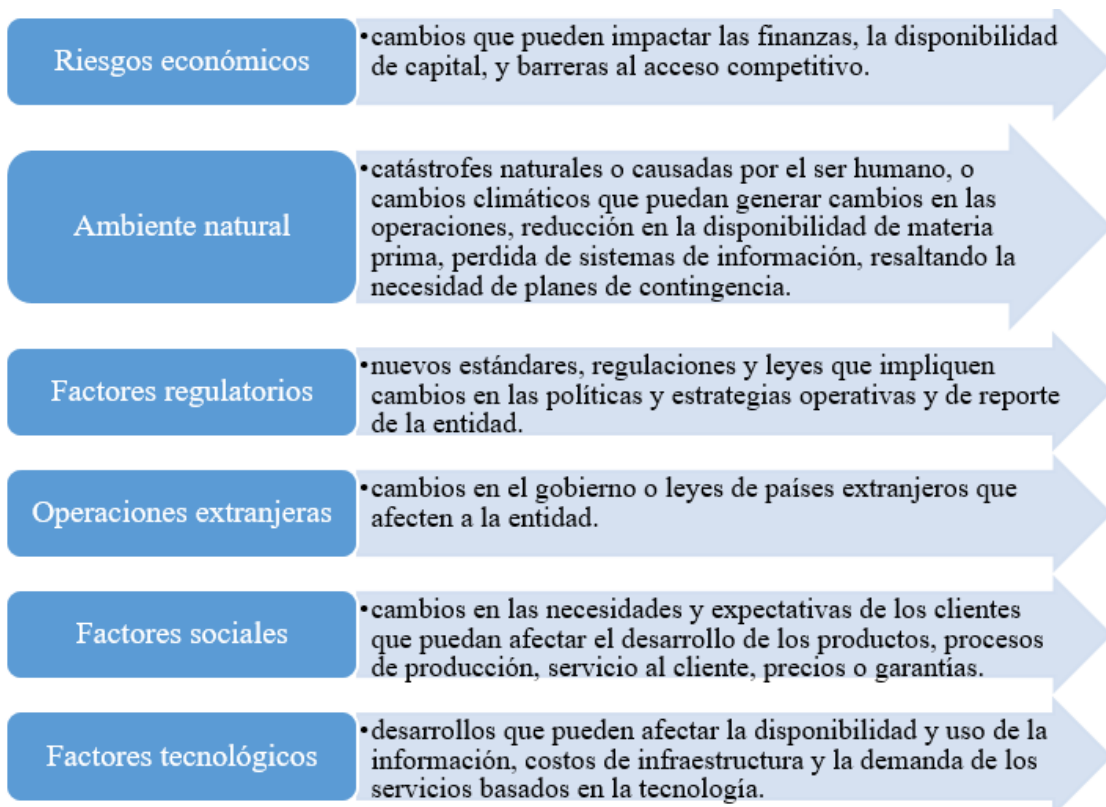 Riesgos económicos
•cambios que pueden impactar las finanzas, la disponibilidad
de capital, y barreras al acceso competitivo.
Ambiente natural
•catástrofes naturales o causadas por el ser humano, o
cambios climáticos que puedan generar cambios en las
operaciones, reducción en la disponibilidad de materia
prima, perdida de sistemas de información, resaltando la
necesidad de planes de contingencia.
Factores regulatorios
•nuevos estándares, regulaciones y leyes que impliquen
cambios en las políticas y estrategias operativas y de reporte
de la entidad.
Operaciones extranjeras
•cambios en el gobierno o leyes de países extranjeros que
afecten a la entidad.
Factores sociales
•cambios en las necesidades y expectativas de los clientes
que puedan afectar el desarrollo de los productos, procesos
de producción, servicio al cliente, precios o garantías.
Factores tecnológicos
•desarrollos que pueden afectar la disponibilidad y uso de la
información, costos de infraestructura y la demanda de los
servicios basados en la tecnología.